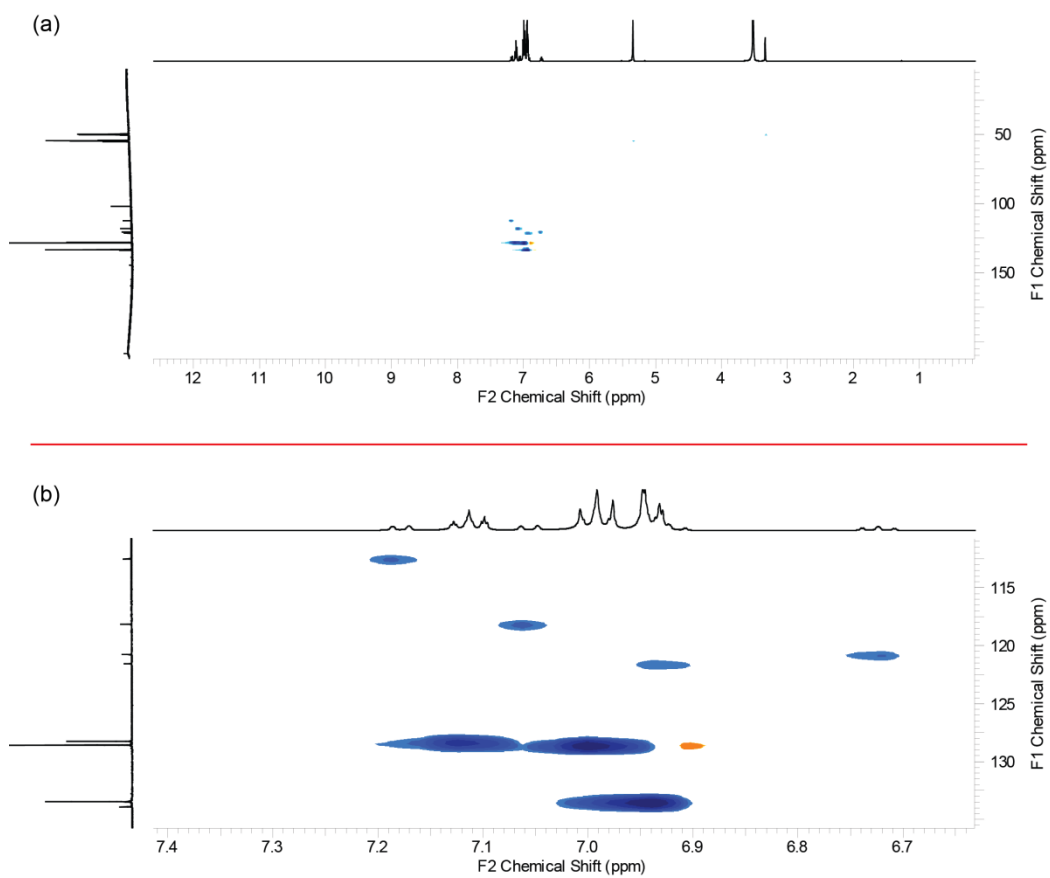 (a)
50
100
150
F1 Chemical Shift (ppm)
12 11 10 9 8 7 6 5 4 3 2 1
F2 Chemical Shift (ppm)
(b)
115
120
125
130
F1 Chemical Shift (ppm)
7.4 7.3 7.2 7.1 7.0 6.9 6.8 6.7
F2 Chemical Shift (ppm)